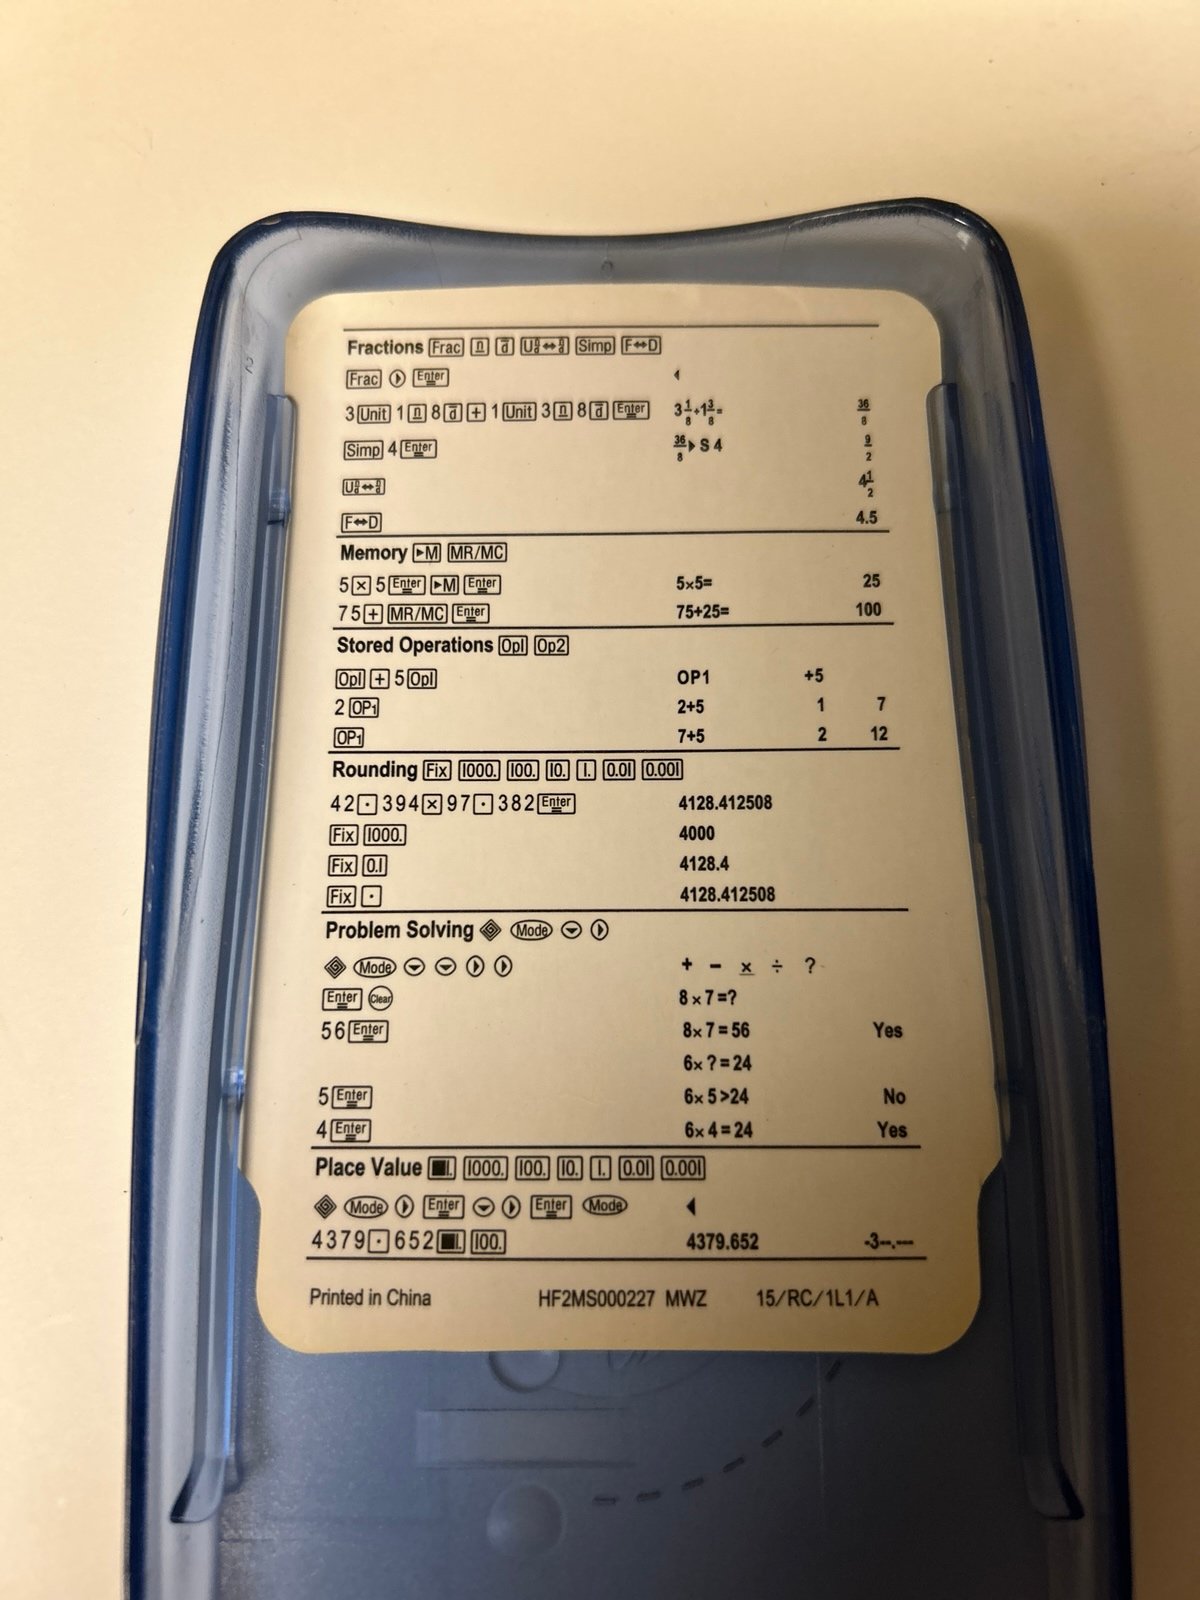 Fractions Frac n d U n/d↔n/d Simp F↔D
Frac Enter
3 Unit 1 n 8 d + 1 Unit 3 n 8 d Enter 3 1/8+1 3/8= 36/8
Simp 4 Enter 36/8▸S 4 9/2
U n/d↔n/d 4 1/2
F↔D 4.5
Memory ▸M MR/MC
5 × 5 Enter ▸M Enter 5×5= 25
75 + MR/MC Enter 75+25= 100
Stored Operations Op1 Op2
Op1 + 5 Op1 OP1 +5
2 OP1 2+5 1 7
OP1 7+5 2 12
Rounding Fix 1000. 100. 10. 1. 0.01 0.001
42 . 394 × 97 . 382 Enter 4128.412508
Fix 1000. 4000
Fix 0.1 4128.4
Fix . 4128.412508
Problem Solving Mode
Mode + − × ÷ ?
Enter Clear 8×7=?
56 Enter 8×7=56 Yes
6×?=24
5 Enter 6×5>24 No
4 Enter 6×4=24 Yes
Place Value 1000. 100. 10. 1. 0.01 0.001
Mode Enter Enter Mode
4379 . 652 100. 4379.652 -3--.---
Printed in China HF2MS000227 MWZ 15/RC/1L1/A